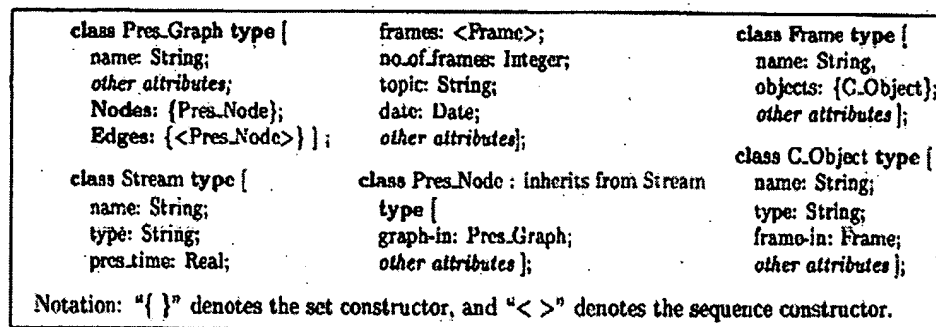 class Pres_Graph type [
name: String;
other attributes;
Nodes: {Pres_Node};
Edges: {<Pres_Node>} ] ;
class Stream type [
name: String;
type: String;
pres_time: Real;
frames: <Frame>;
no_of_frames: Integer;
topic: String;
date: Date;
other attributes];
class Pres_Node : inherits from Stream
type [
graph-in: Pres_Graph;
other attributes ];
class Frame type [
name: String,
objects: {C_Object};
other attributes ];
class C_Object type [
name: String;
type: String;
frame-in: Frame;
other attributes ];
Notation: "{ }" denotes the set constructor, and "< >" denotes the sequence constructor.